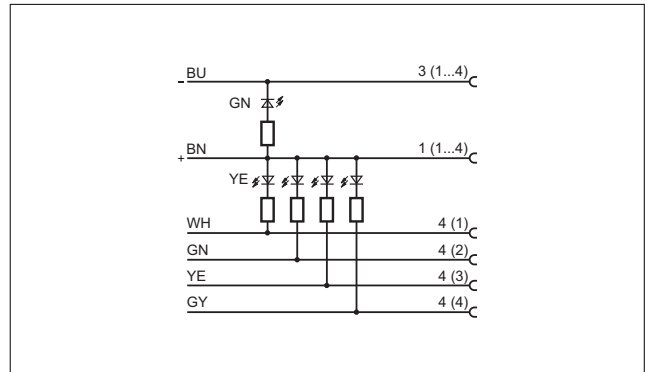 BU 3 (1...4)
-
GN
BN 1 (1...4)
+
YE
WH 4 (1)
GN 4 (2)
YE 4 (3)
GY 4 (4)